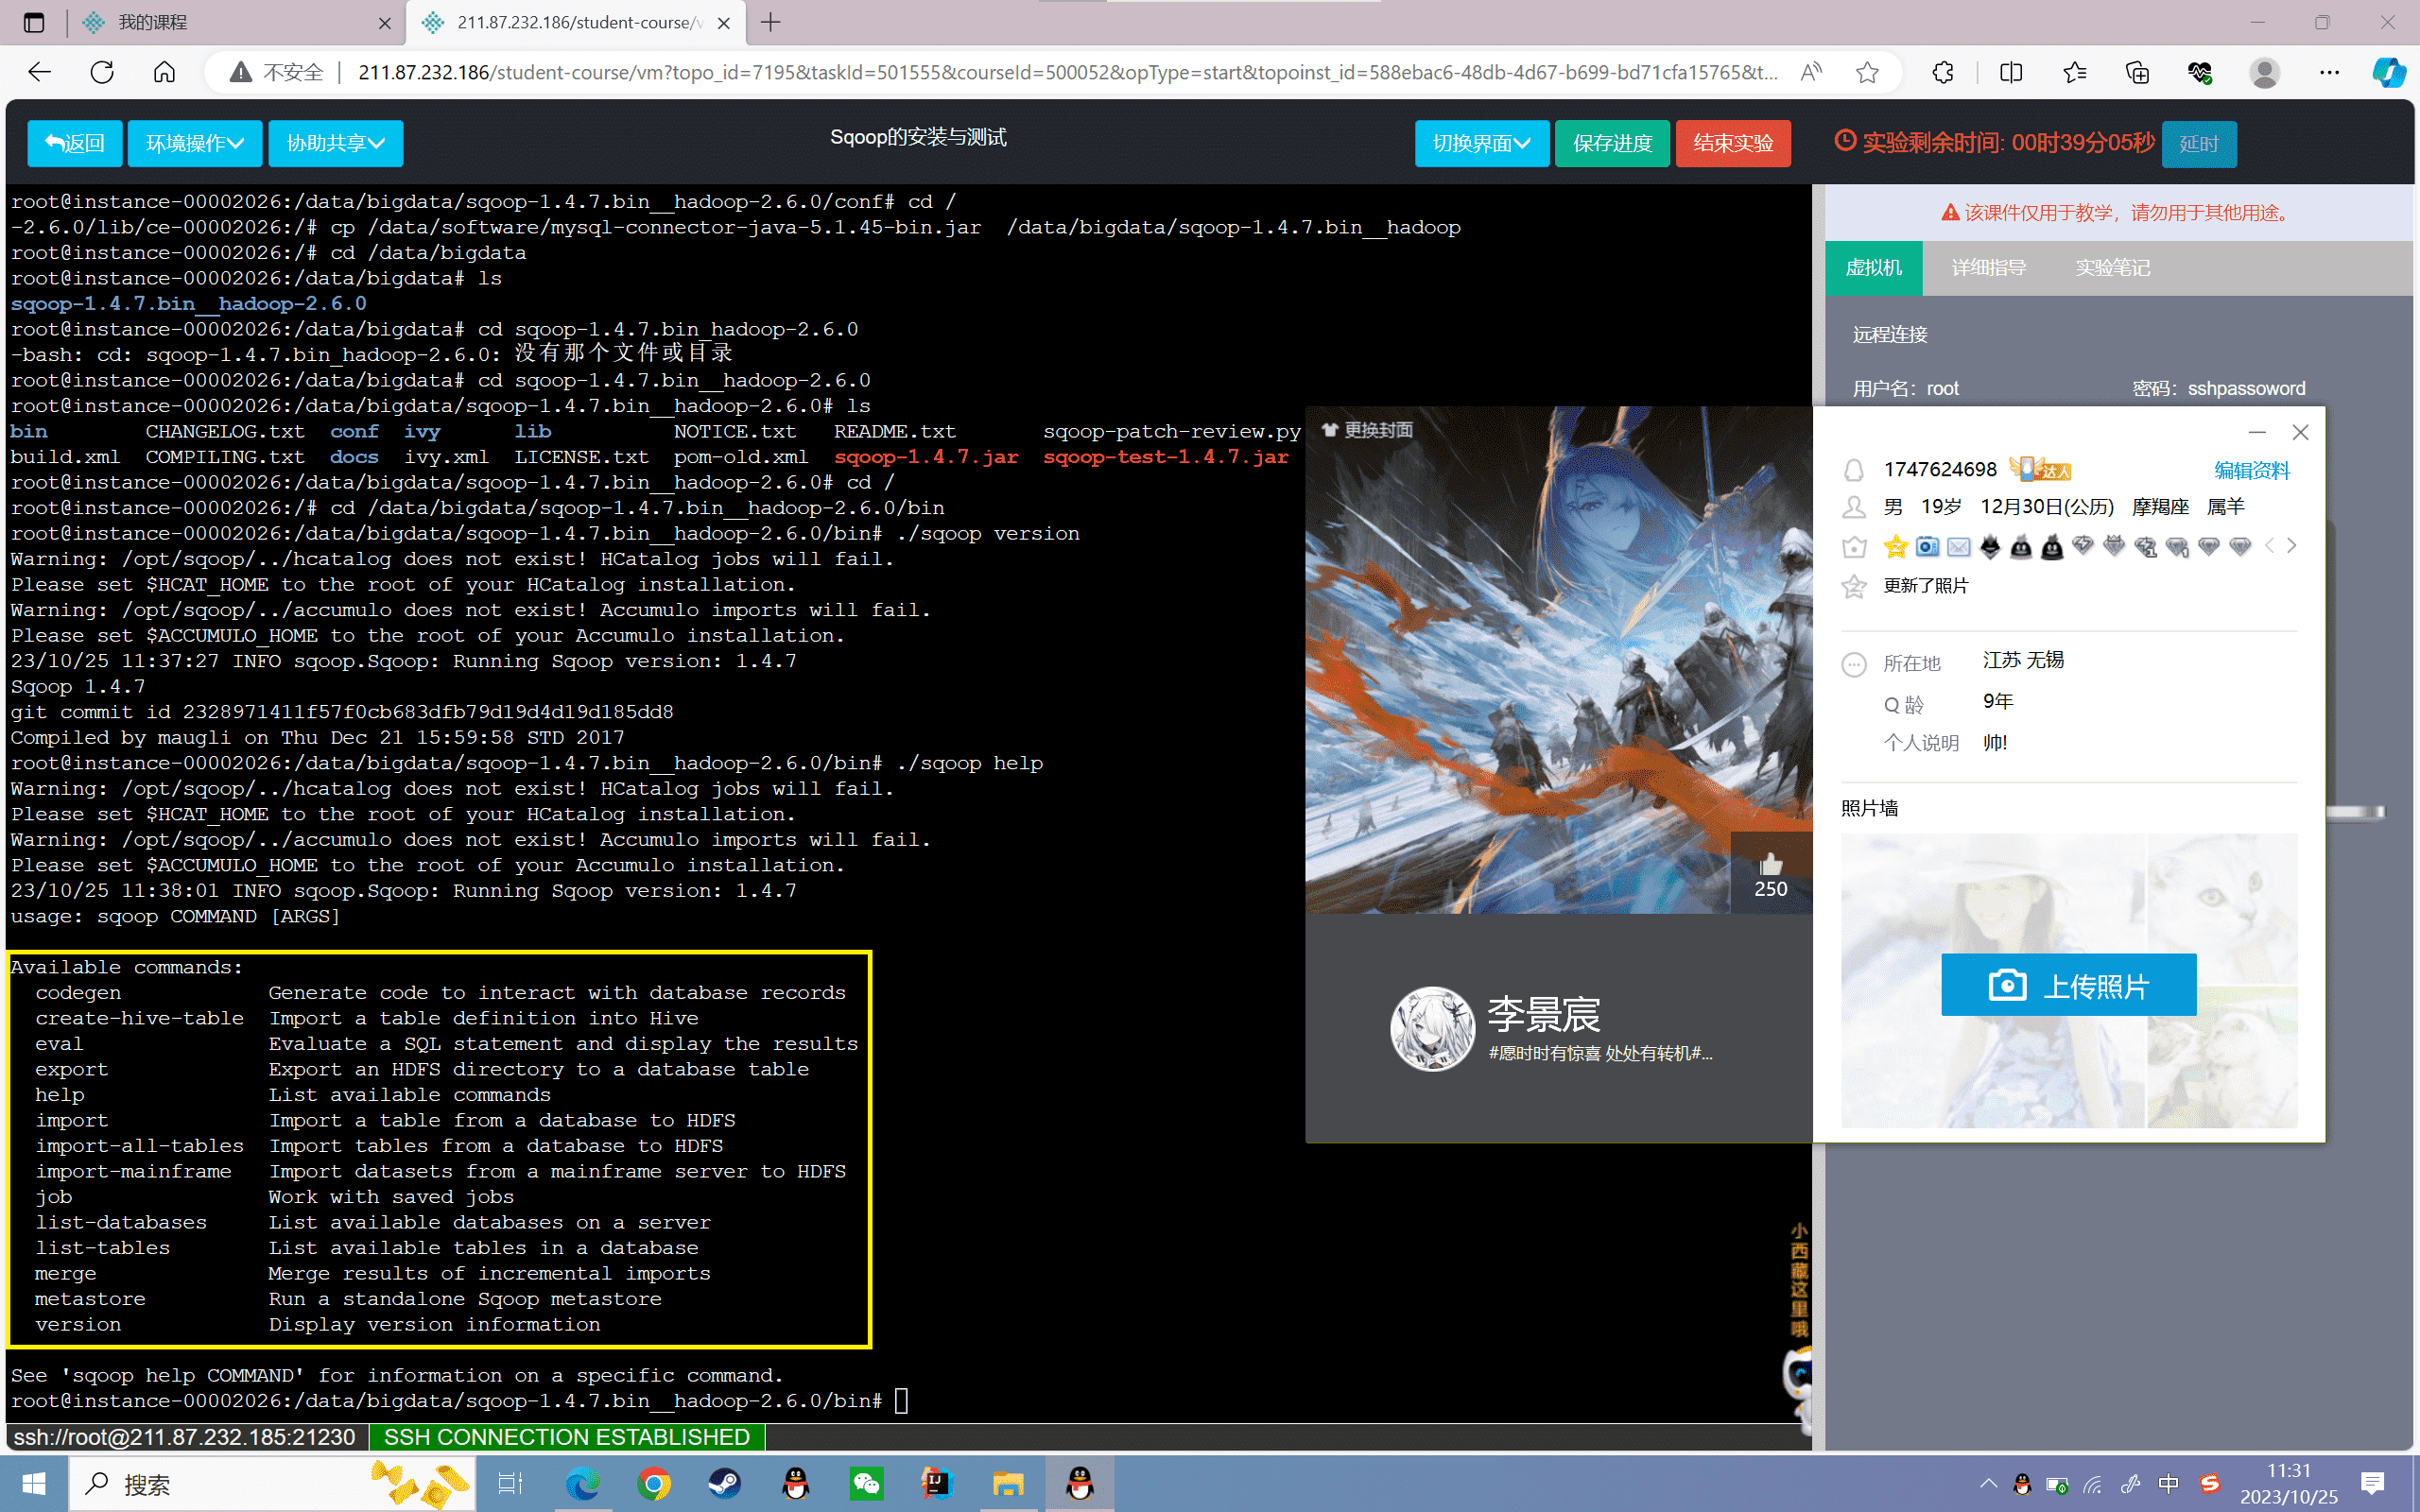 我的课程
211.87.232.186/student-course/v
不安全 211.87.232.186/student-course/vm?topo_id=7195&taskId=501555&courseId=500052&opType=start&topoinst_id=588ebac6-48db-4d67-b699-bd71cfa15765&t...
返回 环境操作 协助共享 Sqoop的安装与测试 切换界面 保存进度 结束实验 实验剩余时间: 00时39分05秒 延时
root@instance-00002026:/data/bigdata/sqoop-1.4.7.bin__hadoop-2.6.0/conf# cd /
-2.6.0/lib/ce-00002026:/# cp /data/software/mysql-connector-java-5.1.45-bin.jar  /data/bigdata/sqoop-1.4.7.bin__hadoop
root@instance-00002026:/# cd /data/bigdata
root@instance-00002026:/data/bigdata# ls
sqoop-1.4.7.bin__hadoop-2.6.0
root@instance-00002026:/data/bigdata# cd sqoop-1.4.7.bin_hadoop-2.6.0
-bash: cd: sqoop-1.4.7.bin_hadoop-2.6.0: 没有那个文件或目录
root@instance-00002026:/data/bigdata# cd sqoop-1.4.7.bin__hadoop-2.6.0
root@instance-00002026:/data/bigdata/sqoop-1.4.7.bin__hadoop-2.6.0# ls
bin        CHANGELOG.txt  conf  ivy      lib          NOTICE.txt   README.txt       sqoop-patch-review.py
build.xml  COMPILING.txt  docs  ivy.xml  LICENSE.txt  pom-old.xml  sqoop-1.4.7.jar  sqoop-test-1.4.7.jar
root@instance-00002026:/data/bigdata/sqoop-1.4.7.bin__hadoop-2.6.0# cd /
root@instance-00002026:/# cd /data/bigdata/sqoop-1.4.7.bin__hadoop-2.6.0/bin
root@instance-00002026:/data/bigdata/sqoop-1.4.7.bin__hadoop-2.6.0/bin# ./sqoop version
Warning: /opt/sqoop/../hcatalog does not exist! HCatalog jobs will fail.
Please set $HCAT_HOME to the root of your HCatalog installation.
Warning: /opt/sqoop/../accumulo does not exist! Accumulo imports will fail.
Please set $ACCUMULO_HOME to the root of your Accumulo installation.
23/10/25 11:37:27 INFO sqoop.Sqoop: Running Sqoop version: 1.4.7
Sqoop 1.4.7
git commit id 2328971411f57f0cb683dfb79d19d4d19d185dd8
Compiled by maugli on Thu Dec 21 15:59:58 STD 2017
root@instance-00002026:/data/bigdata/sqoop-1.4.7.bin__hadoop-2.6.0/bin# ./sqoop help
Warning: /opt/sqoop/../hcatalog does not exist! HCatalog jobs will fail.
Please set $HCAT_HOME to the root of your HCatalog installation.
Warning: /opt/sqoop/../accumulo does not exist! Accumulo imports will fail.
Please set $ACCUMULO_HOME to the root of your Accumulo installation.
23/10/25 11:38:01 INFO sqoop.Sqoop: Running Sqoop version: 1.4.7
usage: sqoop COMMAND [ARGS]
Available commands:
codegen            Generate code to interact with database records
create-hive-table  Import a table definition into Hive
eval               Evaluate a SQL statement and display the results
export             Export an HDFS directory to a database table
help               List available commands
import             Import a table from a database to HDFS
import-all-tables  Import tables from a database to HDFS
import-mainframe   Import datasets from a mainframe server to HDFS
job                Work with saved jobs
list-databases     List available databases on a server
list-tables        List available tables in a database
merge              Merge results of incremental imports
metastore          Run a standalone Sqoop metastore
version            Display version information
See 'sqoop help COMMAND' for information on a specific command.
root@instance-00002026:/data/bigdata/sqoop-1.4.7.bin__hadoop-2.6.0/bin#
ssh://root@211.87.232.185:21230 SSH CONNECTION ESTABLISHED
该课件仅用于教学，请勿用于其他用途。
虚拟机 详细指导 实验笔记
远程连接
用户名：root 密码：sshpassoword
更换封面
250
李景宸
#愿时时有惊喜 处处有转机#...
1747624698 达人 编辑资料
男 19岁 12月30日(公历) 摩羯座 属羊
更新了照片
所在地 江苏 无锡
Q 龄 9年
个人说明 帅!
照片墙
上传照片
小西藏这里哦
搜索
中
11:31
2023/10/25